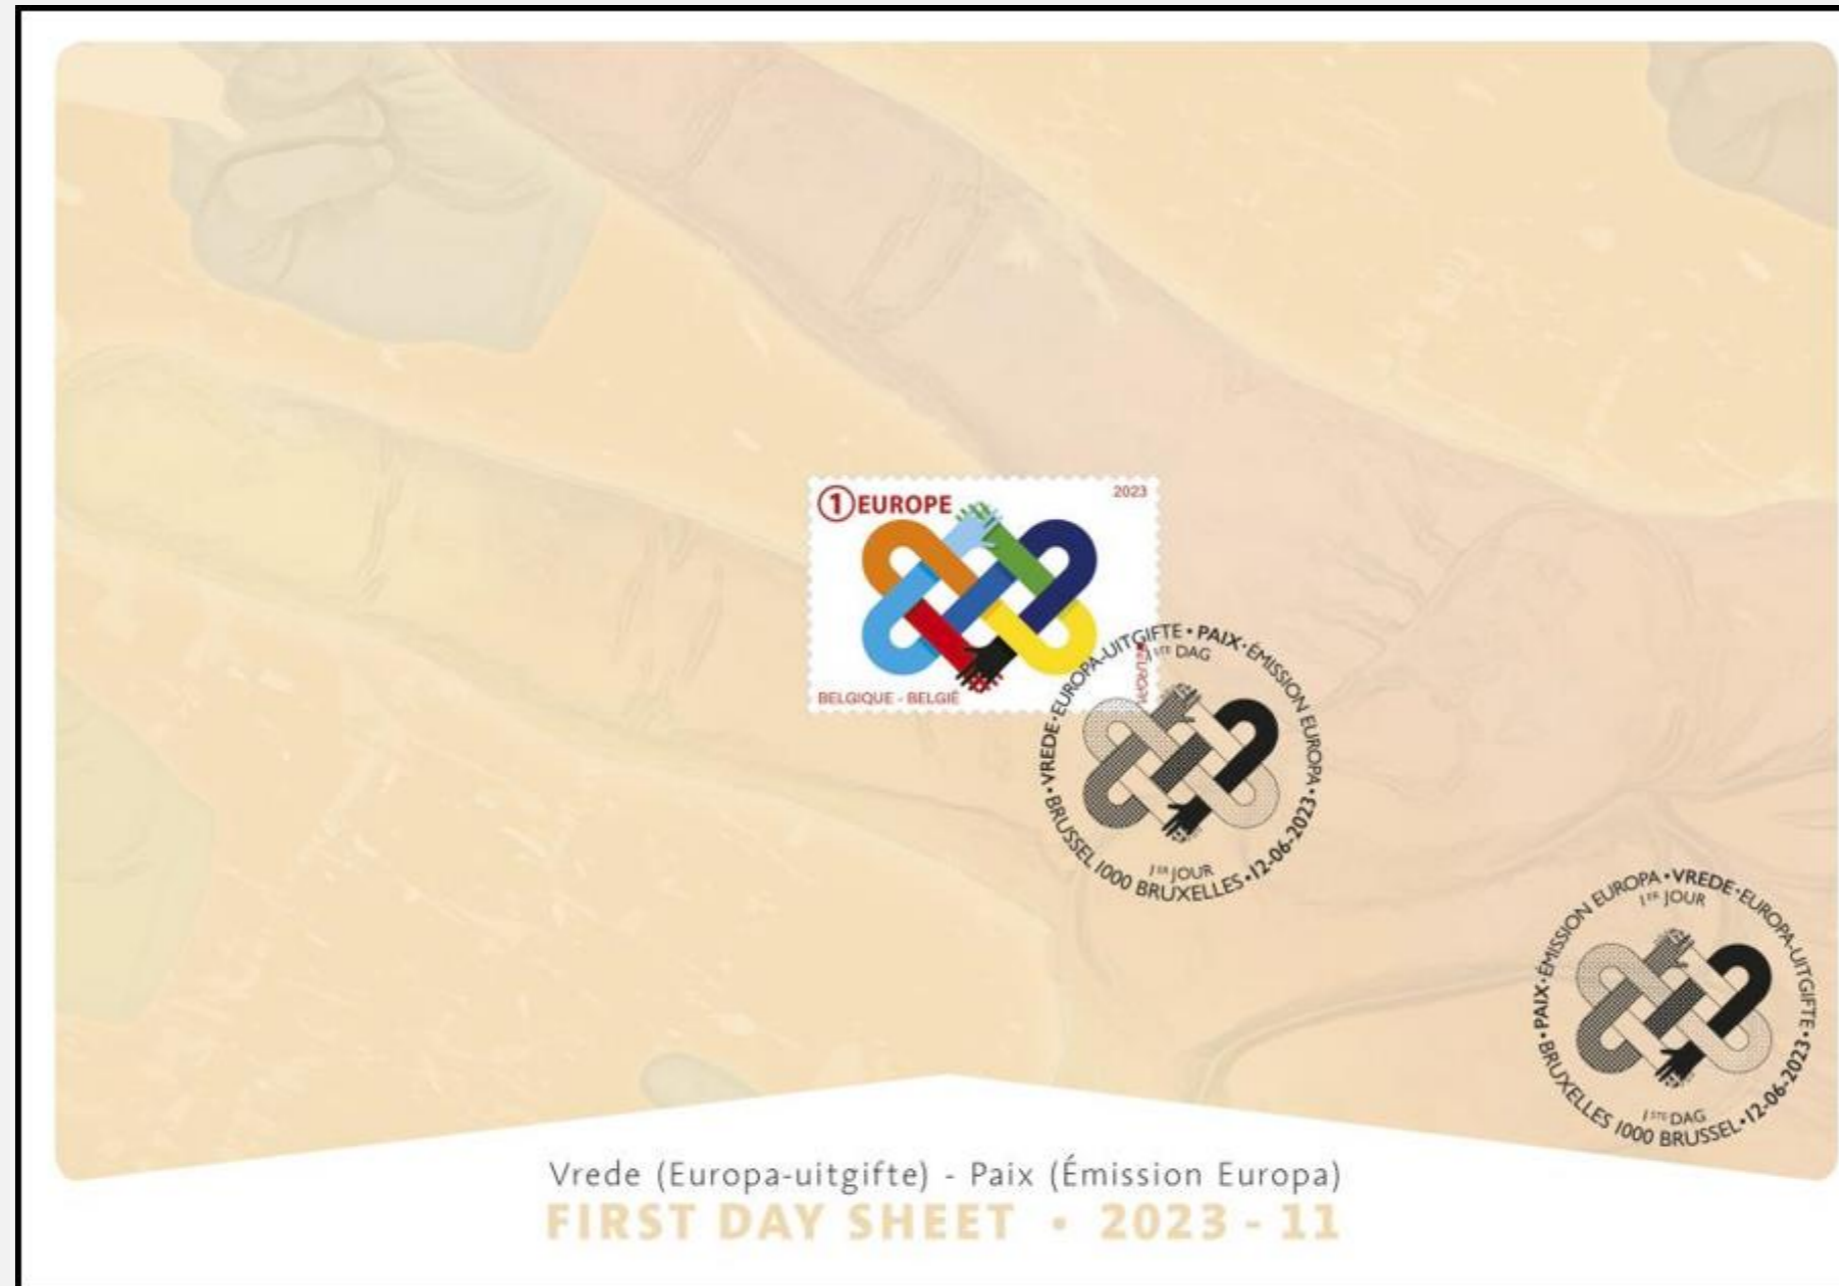 ①EUROPE
2023
BELGIQUE - BELGIË
EUROPA
• VREDE • EUROPA-UITGIFTE • PAIX • ÉMISSION EUROPA •
1STE DAG
1ER JOUR
BRUSSEL 1000 BRUXELLES • 12-06-2023
• PAIX • ÉMISSION EUROPA • VREDE • EUROPA-UITGIFTE •
1ER JOUR
1STE DAG
BRUXELLES 1000 BRUSSEL • 12-06-2023
Vrede (Europa-uitgifte) - Paix (Émission Europa)
FIRST DAY SHEET • 2023 - 11